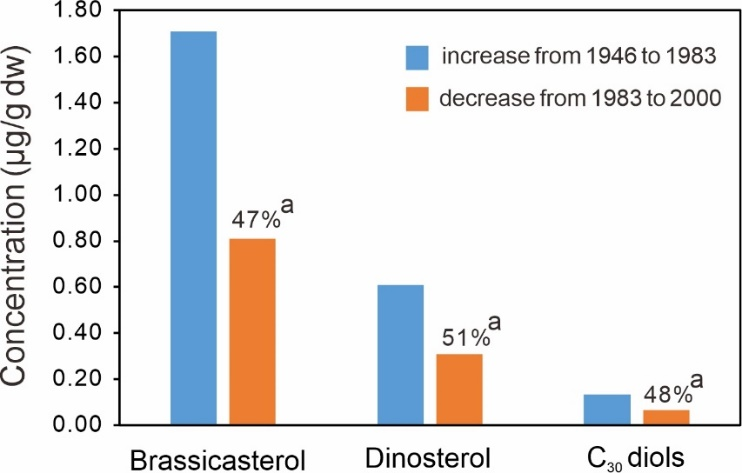 Concentration (µg/g dw)
1.80
1.60
1.40
1.20
1.00
0.80
0.60
0.40
0.20
0.00
increase from 1946 to 1983
decrease from 1983 to 2000
47%a
51%a
48%a
Brassicasterol
Dinosterol
C30 diols